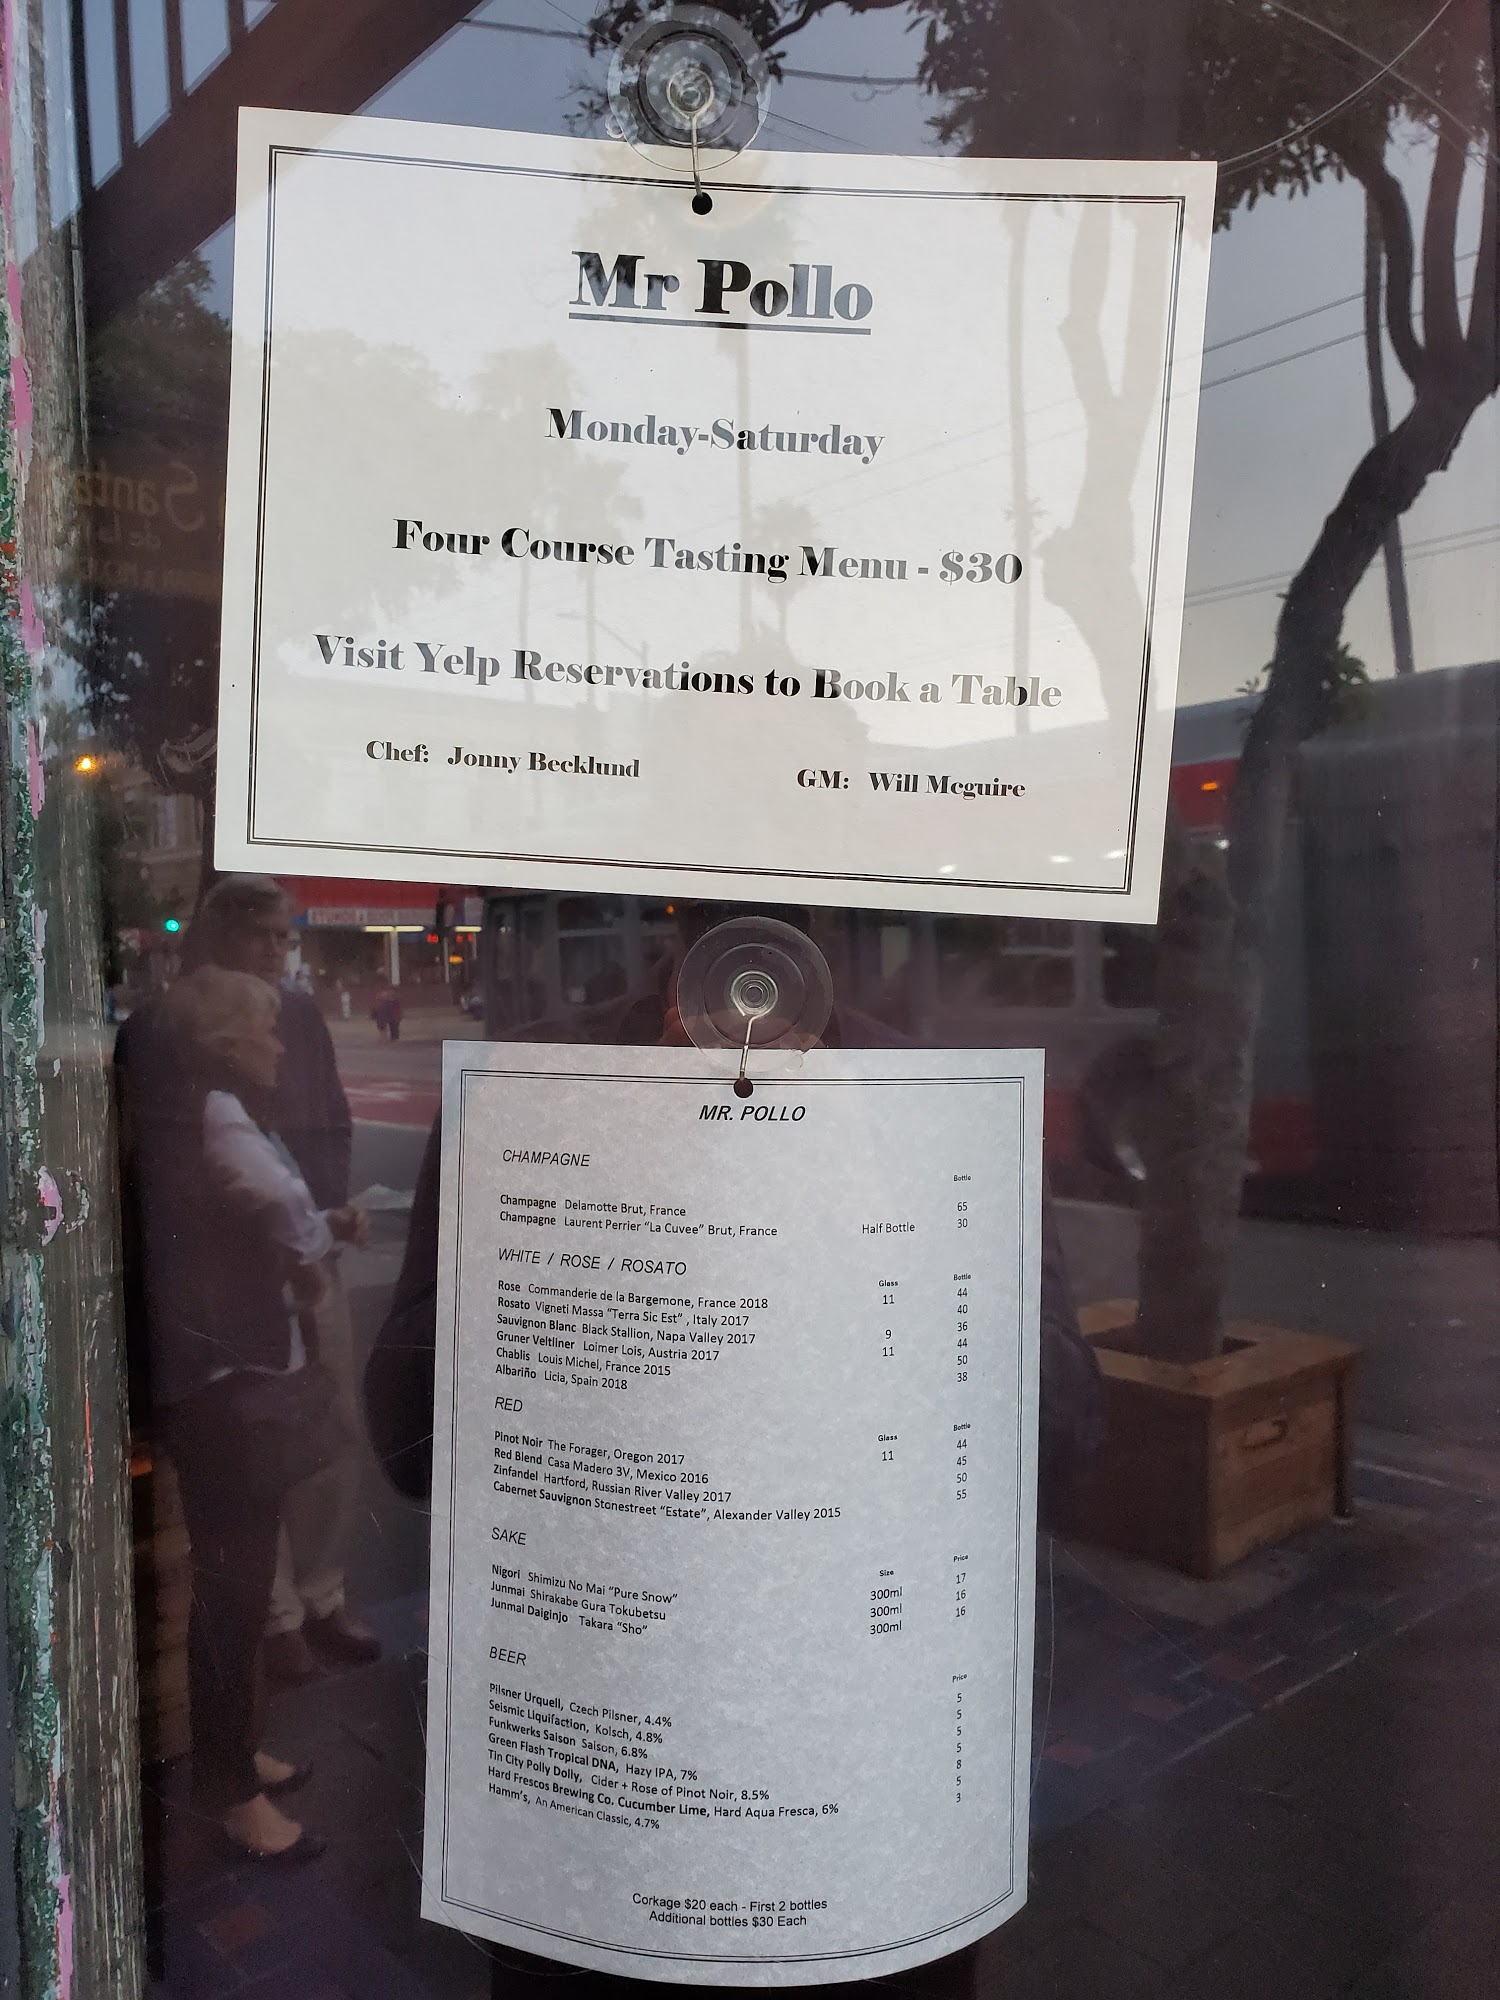 Mr Pollo
Monday-Saturday
Four Course Tasting Menu - $30
Visit Yelp Reservations to Book a Table
Chef: Jonny Becklund GM: Will Mcguire
MR. POLLO
CHAMPAGNE
Bottle
Champagne Delamotte Brut, France 65
Champagne Laurent Perrier "La Cuvee" Brut, France Half Bottle 30
WHITE / ROSE / ROSATO
Glass Bottle
Rose Commanderie de la Bargemone, France 2018 11 44
Rosato Vigneti Massa "Terra Sic Est" , Italy 2017 40
Sauvignon Blanc Black Stallion, Napa Valley 2017 9 36
Gruner Veltliner Loimer Lois, Austria 2017 11 44
Chablis Louis Michel, France 2015 50
Albariño Licia, Spain 2018 38
RED
Glass Bottle
Pinot Noir The Forager, Oregon 2017 11 44
Red Blend Casa Madero 3V, Mexico 2016 45
Zinfandel Hartford, Russian River Valley 2017 50
Cabernet Sauvignon Stonestreet "Estate", Alexander Valley 2015 55
SAKE
Size Price
Nigori Shimizu No Mai "Pure Snow" 300ml 17
Junmai Shirakabe Gura Tokubetsu 300ml 16
Junmai Daiginjo Takara "Sho" 300ml 16
BEER
Price
Pilsner Urquell, Czech Pilsner, 4.4% 5
Seismic Liquifaction, Kolsch, 4.8% 5
Funkwerks Saison Saison, 6.8% 5
Green Flash Tropical DNA, Hazy IPA, 7% 5
Tin City Polly Dolly, Cider + Rose of Pinot Noir, 8.5% 8
Hard Frescos Brewing Co. Cucumber Lime, Hard Aqua Fresca, 6% 5
Hamm's, An American Classic, 4.7% 3
Corkage $20 each - First 2 bottles
Additional bottles $30 Each